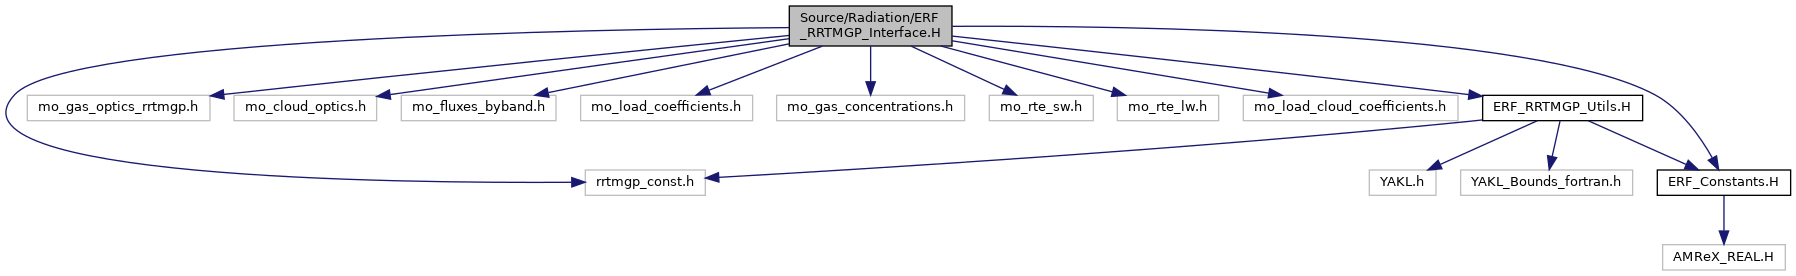 Source/Radiation/ERF
_RRTMGP_Interface.H
mo_gas_optics_rrtmgp.h
mo_cloud_optics.h
mo_fluxes_byband.h
mo_load_coefficients.h
mo_gas_concentrations.h
mo_rte_sw.h
mo_rte_lw.h
mo_load_cloud_coefficients.h
ERF_RRTMGP_Utils.H
rrtmgp_const.h
YAKL.h
YAKL_Bounds_fortran.h
ERF_Constants.H
AMReX_REAL.H